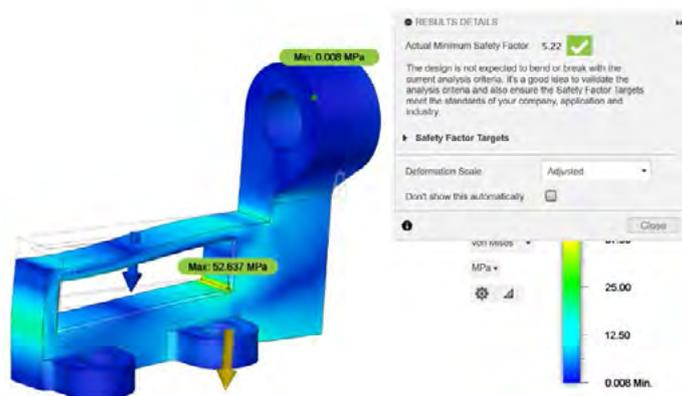 RESULTS DETAILS
Actual Minimum Safety Factor 5.22
The design is not expected to bend or break with the
current analysis criteria. It's a good idea to validate the
analysis criteria and also ensure the Safety Factor Targets
meet the standards of your company, application and
industry.
Safety Factor Targets
Deformation Scale Adjusted
Don't show this automatically
Close
Min: 0.008 MPa
Max: 52.637 MPa
Von Mises
MPa
25.00
12.50
0.008 Min.